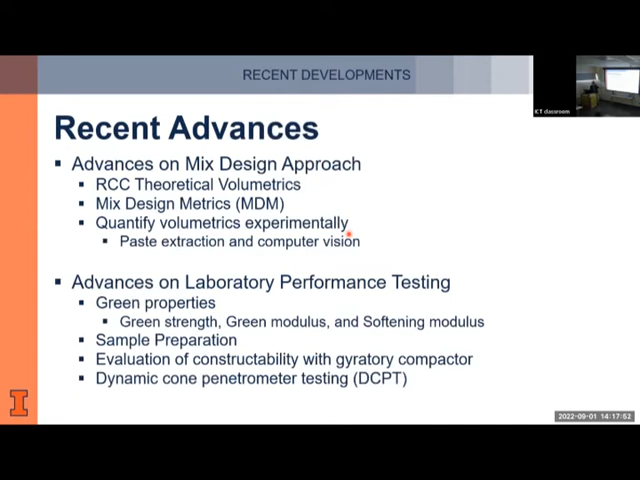 RECENT DEVELOPMENTS
Recent Advances
Advances on Mix Design Approach
RCC Theoretical Volumetrics
Mix Design Metrics (MDM)
Quantify volumetrics experimentally
Paste extraction and computer vision
Advances on Laboratory Performance Testing
Green properties
Green strength, Green modulus, and Softening modulus
Sample Preparation
Evaluation of constructability with gyratory compactor
Dynamic cone penetrometer testing (DCPT)
ICT classroom
I
2022-09-01 14:17:52